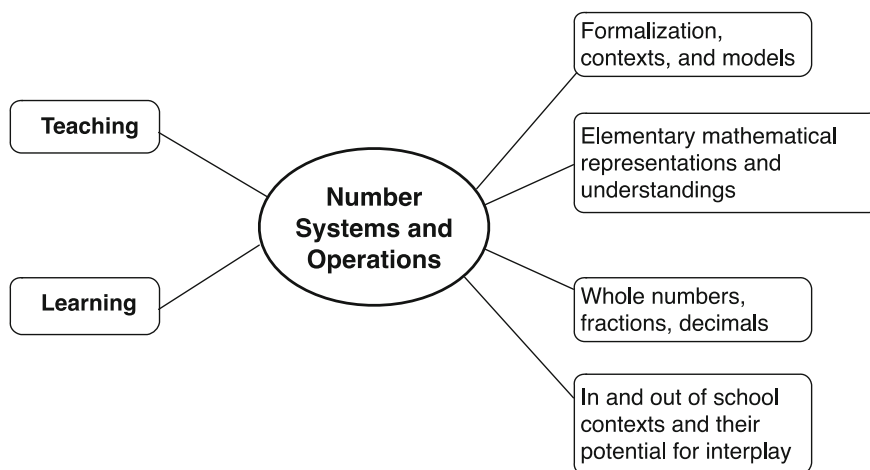 Teaching
Learning
Number
Systems and
Operations
Formalization,
contexts, and models
Elementary mathematical
representations and
understandings
Whole numbers,
fractions, decimals
In and out of school
contexts and their
potential for interplay